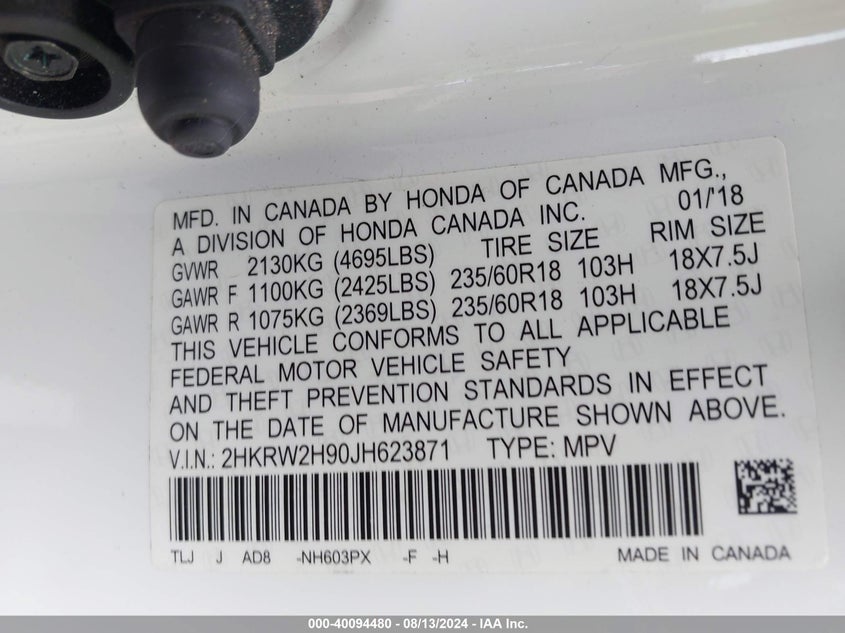 MFD. IN CANADA BY HONDA OF CANADA MFG.,
A DIVISION OF HONDA CANADA INC. 01/'18
GVWR 2130KG (4695LBS) TIRE SIZE RIM SIZE
GAWR F 1100KG (2425LBS) 235/60R18 103H 18X7.5J
GAWR R 1075KG (2369LBS) 235/60R18 103H 18X7.5J
THIS VEHICLE CONFORMS TO ALL APPLICABLE
FEDERAL MOTOR VEHICLE SAFETY
AND THEFT PREVENTION STANDARDS IN EFFECT
ON THE DATE OF MANUFACTURE SHOWN ABOVE.
V.I.N.: 2HKRW2H90JH623871 TYPE: MPV
TLJ J AD8 -NH603PX -F -H MADE IN CANADA
000-40094480 - 08/13/2024 - IAA Inc.